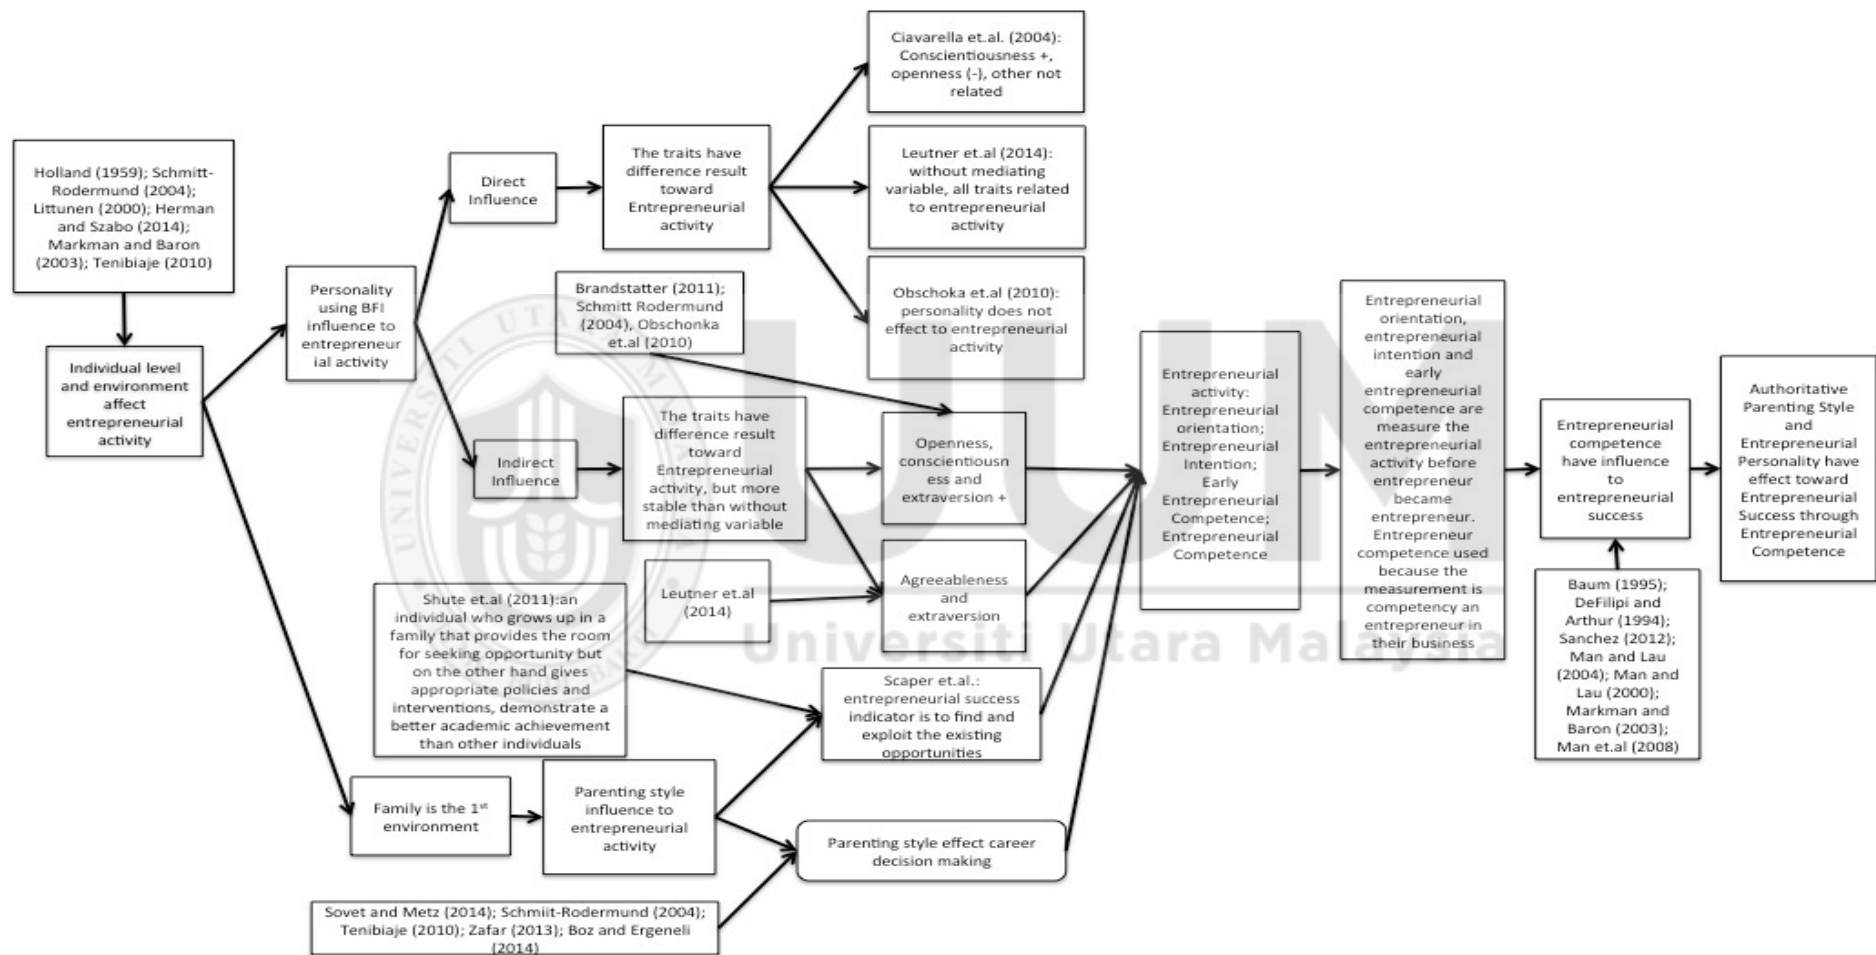 Ciavarella et.al. (2004):
Conscientiousness +,
openness (-), other not
related
Holland (1959); Schmitt-
Rodermund (2004);
Littunen (2000); Herman
and Szabo (2014);
Markman and Baron
(2003); Tenibiaje (2010)
Direct
Influence
The traits have
difference result
toward
Entrepreneurial
activity
Leutner et.al (2014):
without mediating
variable, all traits related
to entrepreneurial
activity
Personality
using BFI
influence to
entrepreneur
ial activity
Brandstatter (2011);
Schmitt Rodermund
(2004), Obschonka
et.al (2010)
Obschoka et.al (2010):
personality does not
effect to entrepreneurial
activity
Individual level
and environment
affect
entrepreneurial
activity
Indirect
Influence
The traits have
difference result
toward
Entrepreneurial
activity, but more
stable than without
mediating variable
Openness,
conscientiousn
ess and
extraversion +
Leutner et.al
(2014)
Agreeableness
and
extraversion
Entrepreneurial
activity:
Entrepreneurial
orientation;
Entrepreneurial
Intention;
Early
Entrepreneurial
Competence;
Entrepreneurial
Competence
Entrepreneurial
orientation,
entrepreneurial
intention and
early
entrepreneurial
competence are
measure the
entrepreneurial
activity before
entrepreneur
became
entrepreneur.
Entrepreneur
competence used
because the
measurement is
competency an
entrepreneur in
their business
Entrepreneurial
competence
have influence
to
entrepreneurial
success
Authoritative
Parenting Style
and
Entrepreneurial
Personality have
effect toward
Entrepreneurial
Success through
Entrepreneurial
Competence
Baum (1995);
DeFilipi and
Arthur (1994);
Sanchez (2012);
Man and Lau
(2004); Man and
Lau (2000);
Markman and
Baron (2003);
Man et.al (2008)
Shute et.al (2011):an
individual who grows up in a
family that provides the room
for seeking opportunity but
on the other hand gives
appropriate policies and
interventions, demonstrate a
better academic achievement
than other individuals
Scaper et.al.:
entrepreneurial success
indicator is to find and
exploit the existing
opportunities
Family is the 1st
environment
Parenting style
influence to
entrepreneurial
activity
Parenting style effect career
decision making
Sovet and Metz (2014); Schmiit-Rodermund (2004);
Tenibiaje (2010); Zafar (2013); Boz and Ergeneli
(2014)
UUM
Universiti Utara Malaysia